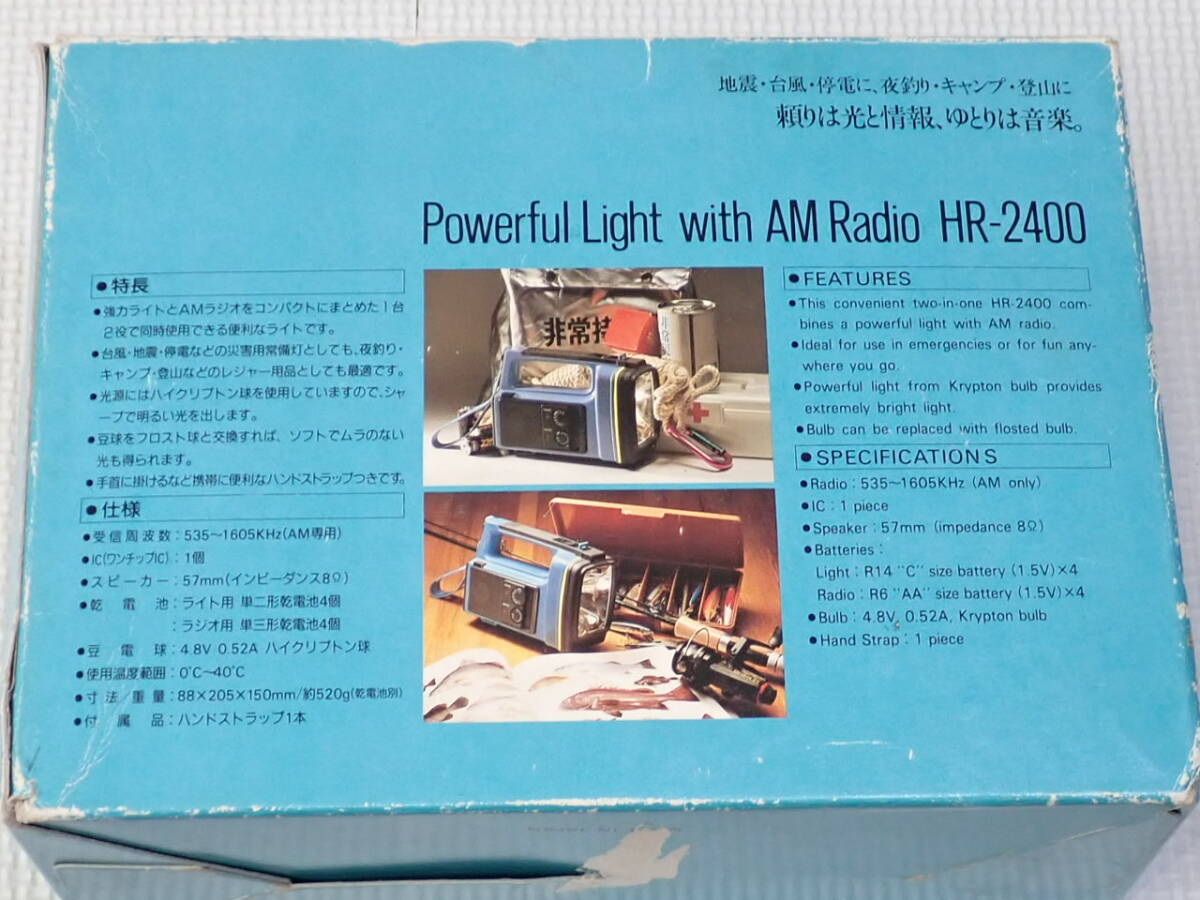 地震・台風・停電に、夜釣り・キャンプ・登山に
頼りは光と情報、ゆとりは音楽。
Powerful Light with AM Radio HR-2400
●特長
●強力ライトとAMラジオをコンパクトにまとめた1台
2役で同時使用できる便利なライトです。
●台風・地震・停電などの災害用常備灯としても、夜釣り・
キャンプ・登山などのレジャー用品としても最適です。
●光源にはハイクリプトン球を使用していますので、シャ
ープで明るい光を出します。
●豆球をフロスト球と交換すれば、ソフトでムラのない
光も得られます。
●手首に掛けるなど携帯に便利なハンドストラップつきです。
●仕様
●受信周波数：535〜1605KHz(AM専用)
●IC(ワンチップIC)：1個
●スピーカー：57mm(インピーダンス8Ω)
●乾電池：ライト用 単二形乾電池4個
：ラジオ用 単三形乾電池4個
●豆電球：4.8V 0.52A ハイクリプトン球
●使用温度範囲：0℃〜40℃
●寸法/重量：88×205×150mm/約520g(乾電池別)
●付属品：ハンドストラップ1本
非常持
●FEATURES
●This convenient two-in-one HR-2400 com-
bines a powerful light with AM radio.
●Ideal for use in emergencies or for fun any-
where you go.
●Powerful light from Krypton bulb provides
extremely bright light.
●Bulb can be replaced with flosted bulb.
●SPECIFICATIONS
●Radio : 535〜1605KHz (AM only)
●IC : 1 piece
●Speaker : 57mm (impedance 8Ω)
●Batteries :
Light : R14 "C" size battery (1.5V)×4
Radio : R6 "AA" size battery (1.5V)×4
●Bulb : 4.8V, 0.52A, Krypton bulb
●Hand Strap : 1 piece